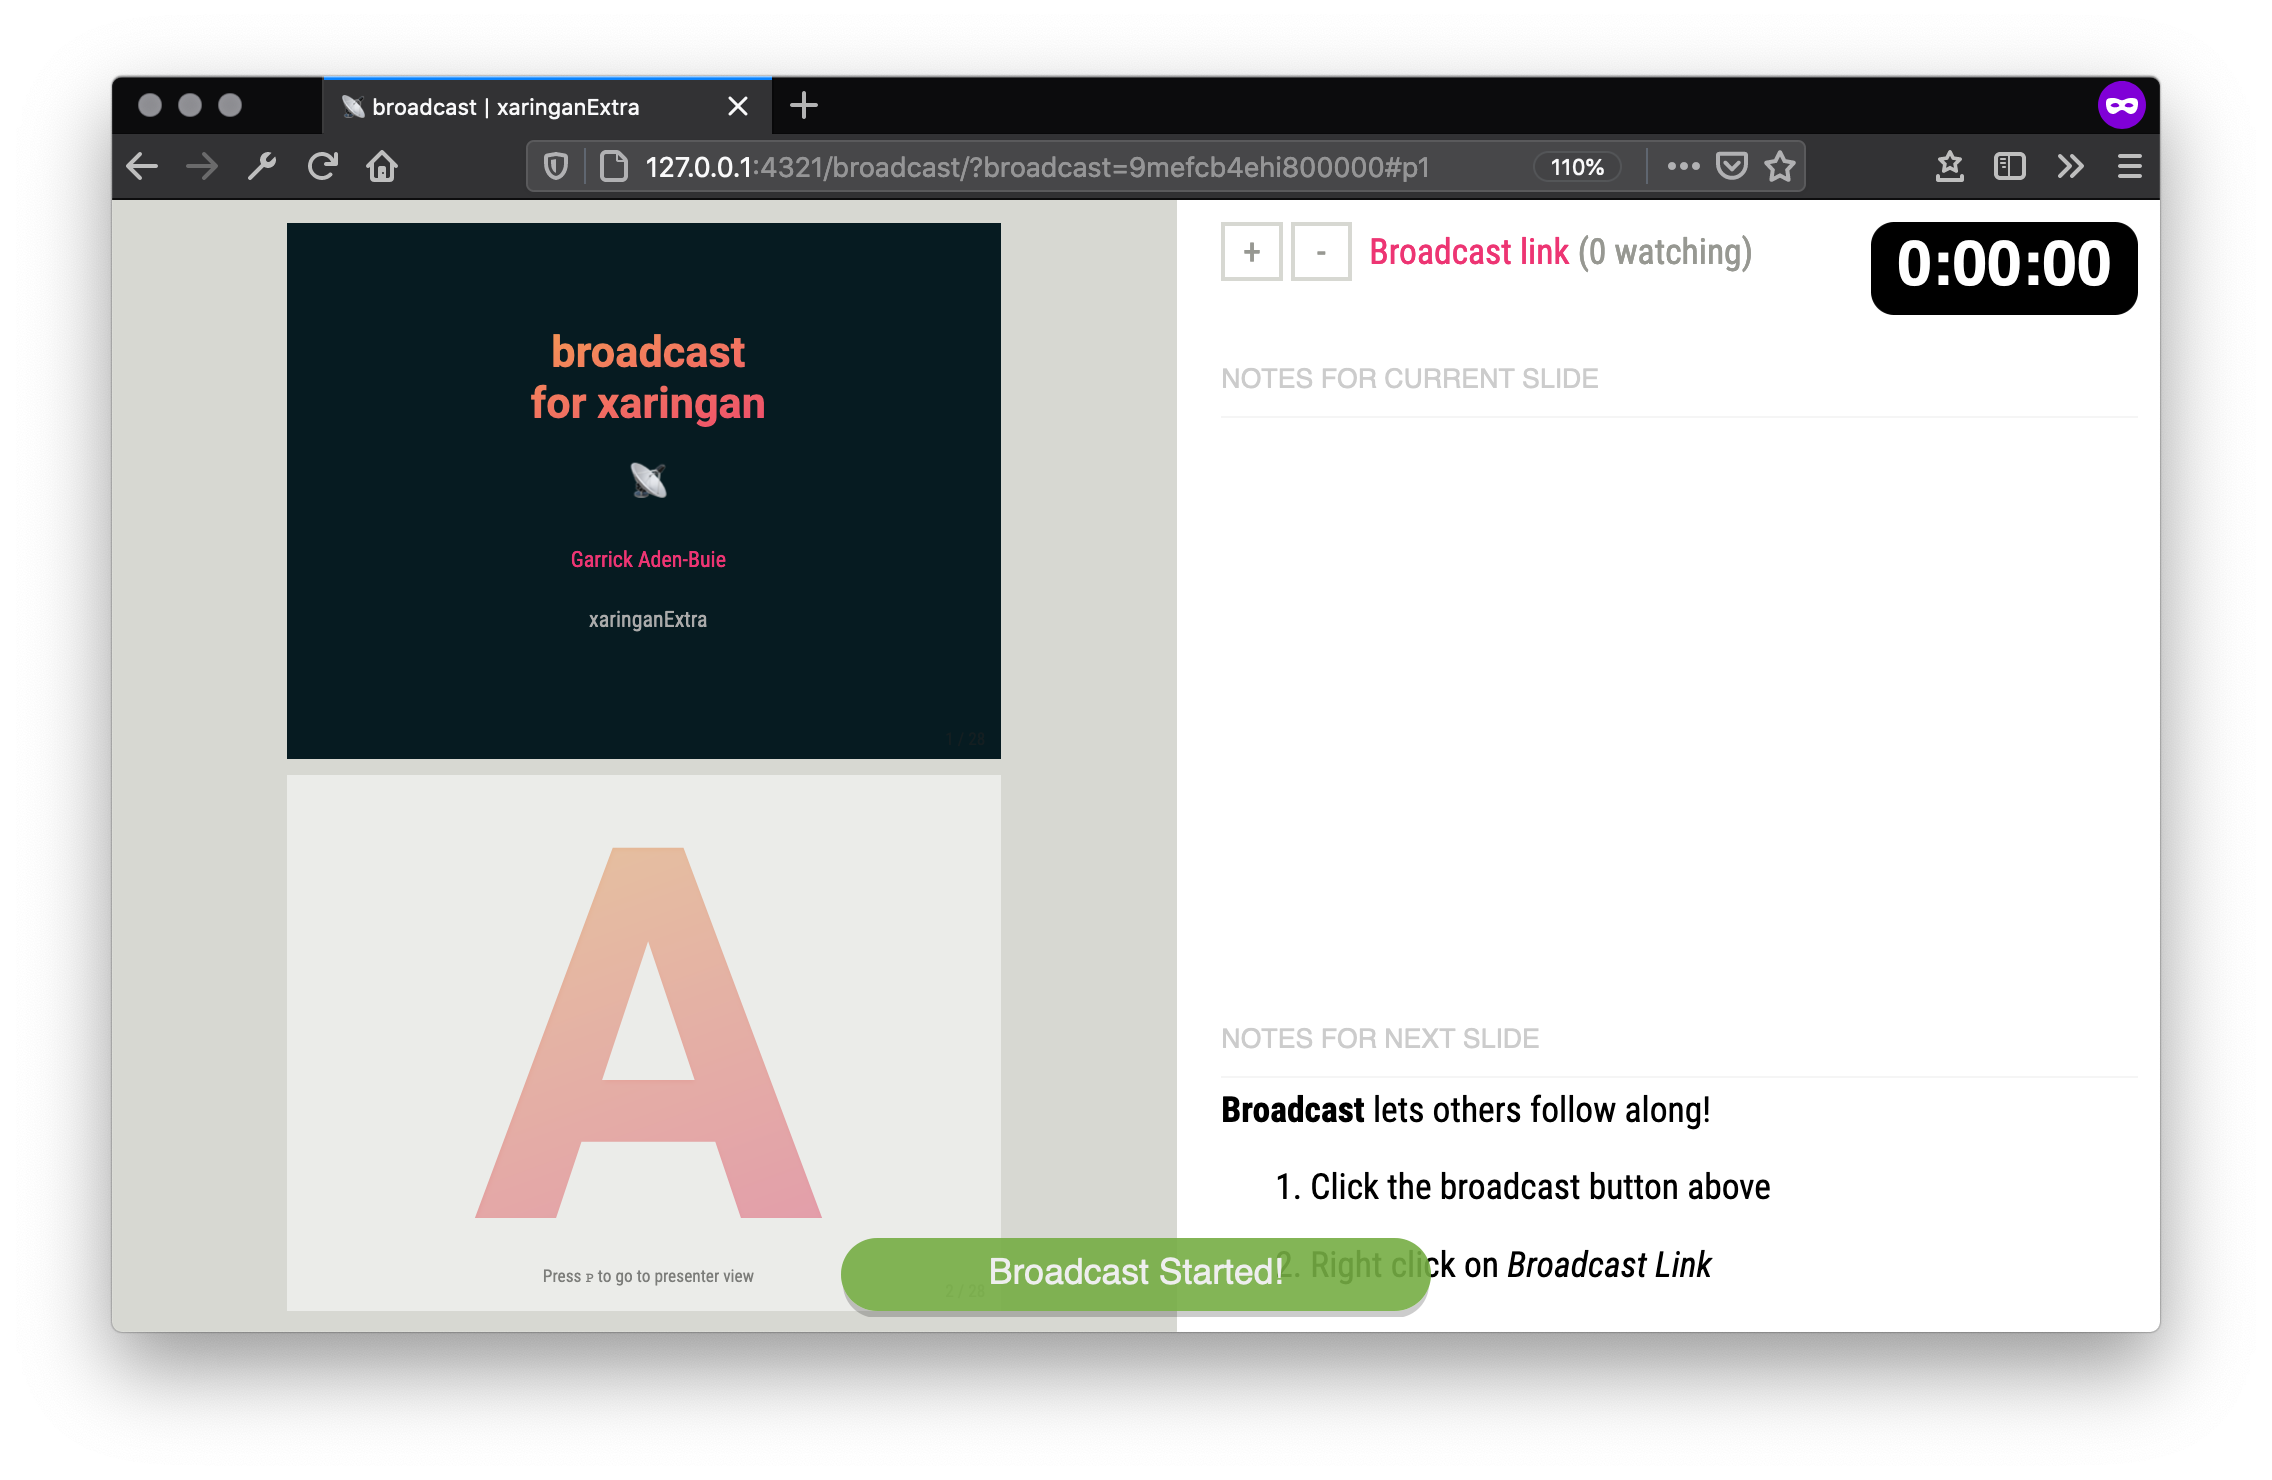 broadcast | xaringanExtra
127.0.0.1:4321/broadcast/?broadcast=9mefcb4ehi800000#p1
110%
broadcast
for xaringan
Garrick Aden-Buie
xaringanExtra
1 / 28
Press P to go to presenter view
2 / 28
+ - Broadcast link (0 watching)
0:00:00
NOTES FOR CURRENT SLIDE
NOTES FOR NEXT SLIDE
Broadcast lets others follow along!
1. Click the broadcast button above
2. Right click on Broadcast Link
Broadcast Started!
A